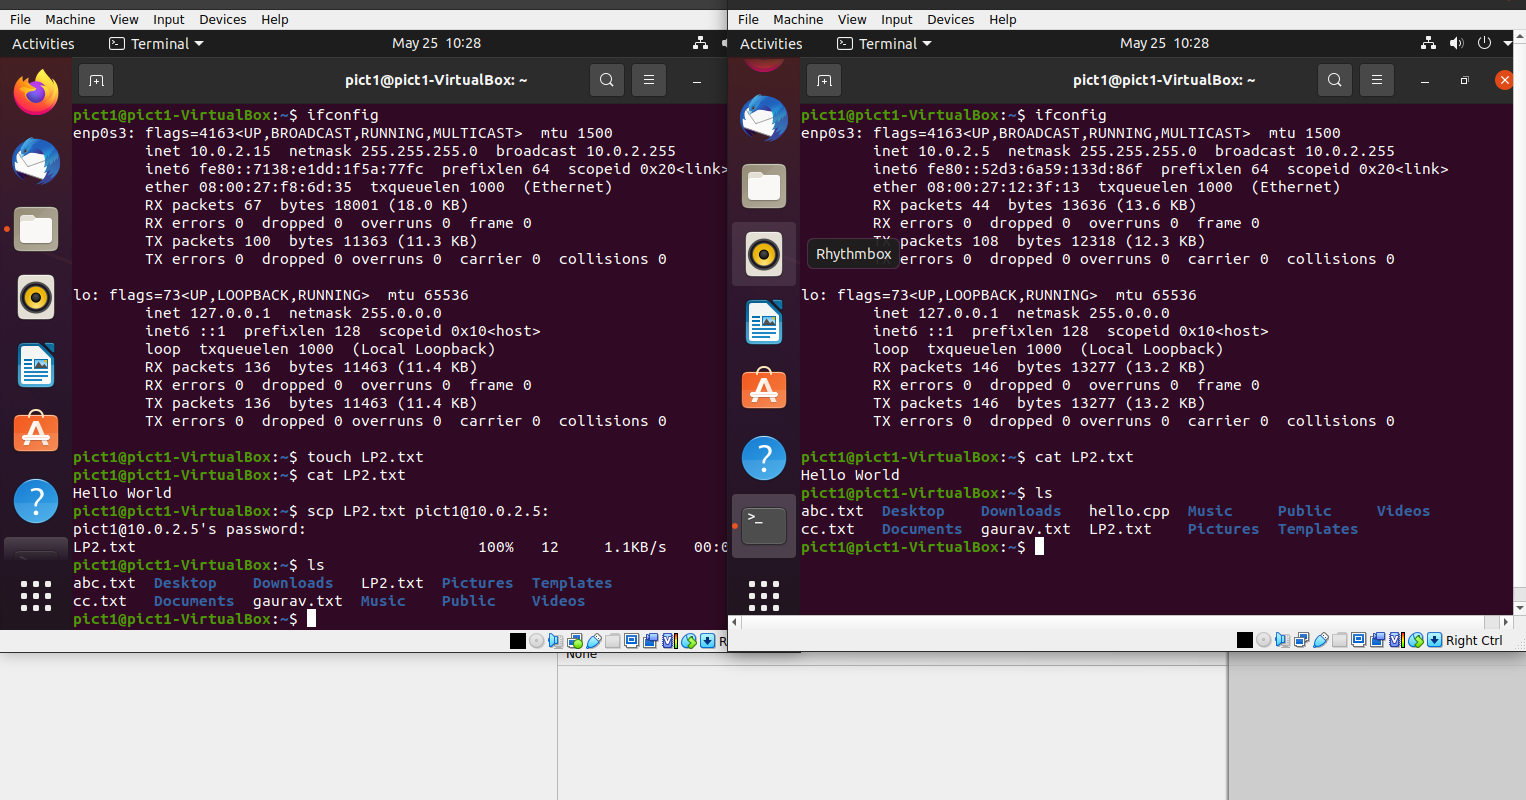 File Machine View Input Devices Help
Activities Terminal May 25 10:28
pict1@pict1-VirtualBox: ~
pict1@pict1-VirtualBox:~$ ifconfig
enp0s3: flags=4163<UP,BROADCAST,RUNNING,MULTICAST>  mtu 1500
        inet 10.0.2.15  netmask 255.255.255.0  broadcast 10.0.2.255
        inet6 fe80::7138:e1dd:1f5a:77fc  prefixlen 64  scopeid 0x20<link>
        ether 08:00:27:f8:6d:35  txqueuelen 1000  (Ethernet)
        RX packets 67  bytes 18001 (18.0 KB)
        RX errors 0  dropped 0  overruns 0  frame 0
        TX packets 100  bytes 11363 (11.3 KB)
        TX errors 0  dropped 0 overruns 0  carrier 0  collisions 0
lo: flags=73<UP,LOOPBACK,RUNNING>  mtu 65536
        inet 127.0.0.1  netmask 255.0.0.0
        inet6 ::1  prefixlen 128  scopeid 0x10<host>
        loop  txqueuelen 1000  (Local Loopback)
        RX packets 136  bytes 11463 (11.4 KB)
        RX errors 0  dropped 0  overruns 0  frame 0
        TX packets 136  bytes 11463 (11.4 KB)
        TX errors 0  dropped 0 overruns 0  carrier 0  collisions 0
pict1@pict1-VirtualBox:~$ touch LP2.txt
pict1@pict1-VirtualBox:~$ cat LP2.txt
Hello World
pict1@pict1-VirtualBox:~$ scp LP2.txt pict1@10.0.2.5:
pict1@10.0.2.5's password:
LP2.txt 100% 12 1.1KB/s 00:0
pict1@pict1-VirtualBox:~$ ls
abc.txt  Desktop    Downloads   LP2.txt  Pictures  Templates
cc.txt   Documents  gaurav.txt  Music    Public    Videos
pict1@pict1-VirtualBox:~$
R
File Machine View Input Devices Help
Activities Terminal May 25 10:28
pict1@pict1-VirtualBox: ~
pict1@pict1-VirtualBox:~$ ifconfig
enp0s3: flags=4163<UP,BROADCAST,RUNNING,MULTICAST>  mtu 1500
        inet 10.0.2.5  netmask 255.255.255.0  broadcast 10.0.2.255
        inet6 fe80::52d3:6a59:133d:86f  prefixlen 64  scopeid 0x20<link>
        ether 08:00:27:12:3f:13  txqueuelen 1000  (Ethernet)
        RX packets 44  bytes 13636 (13.6 KB)
        RX errors 0  dropped 0  overruns 0  frame 0
        TX packets 108  bytes 12318 (12.3 KB)
Rhythmbox
        errors 0  dropped 0 overruns 0  carrier 0  collisions 0
lo: flags=73<UP,LOOPBACK,RUNNING>  mtu 65536
        inet 127.0.0.1  netmask 255.0.0.0
        inet6 ::1  prefixlen 128  scopeid 0x10<host>
        loop  txqueuelen 1000  (Local Loopback)
        RX packets 146  bytes 13277 (13.2 KB)
        RX errors 0  dropped 0  overruns 0  frame 0
        TX packets 146  bytes 13277 (13.2 KB)
        TX errors 0  dropped 0 overruns 0  carrier 0  collisions 0
pict1@pict1-VirtualBox:~$ cat LP2.txt
Hello World
pict1@pict1-VirtualBox:~$ ls
abc.txt  Desktop    Downloads   hello.cpp  Music     Public     Videos
cc.txt   Documents  gaurav.txt  LP2.txt    Pictures  Templates
pict1@pict1-VirtualBox:~$
Right Ctrl
None